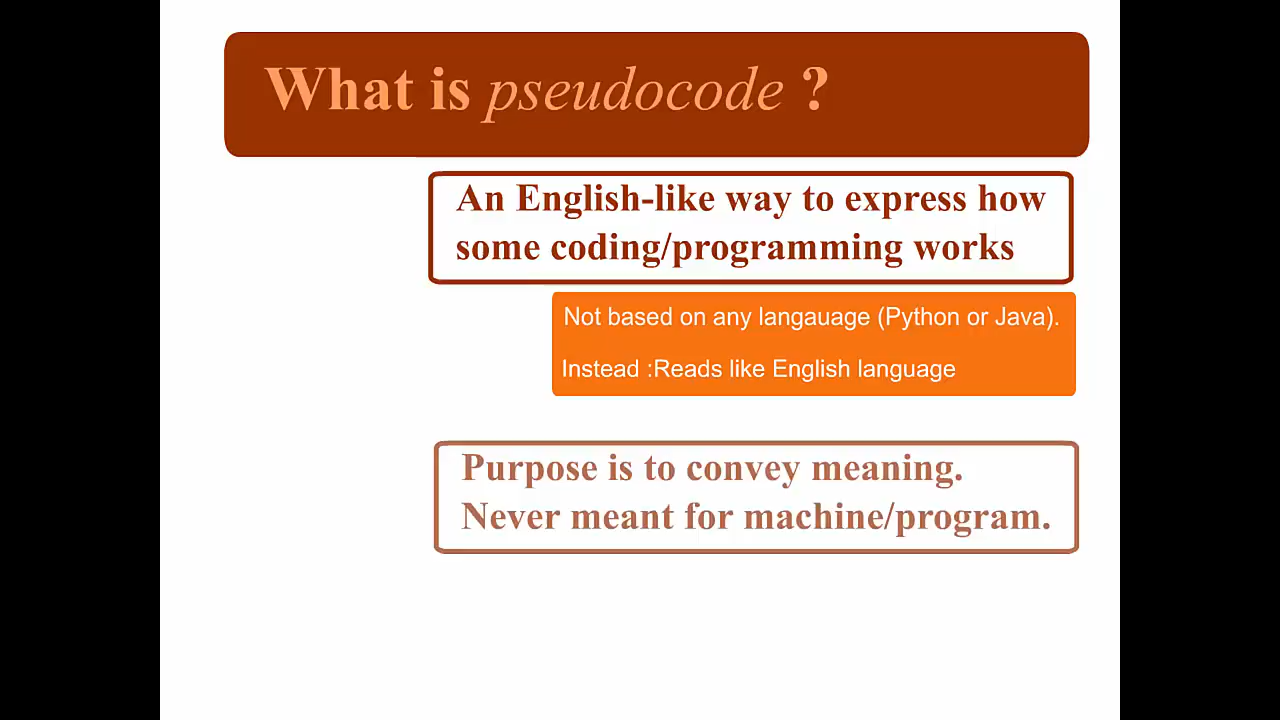 What is pseudocode ?
An English-like way to express how
some coding/programming works
Not based on any langauage (Python or Java).
Instead :Reads like English language
Purpose is to convey meaning.
Never meant for machine/program.